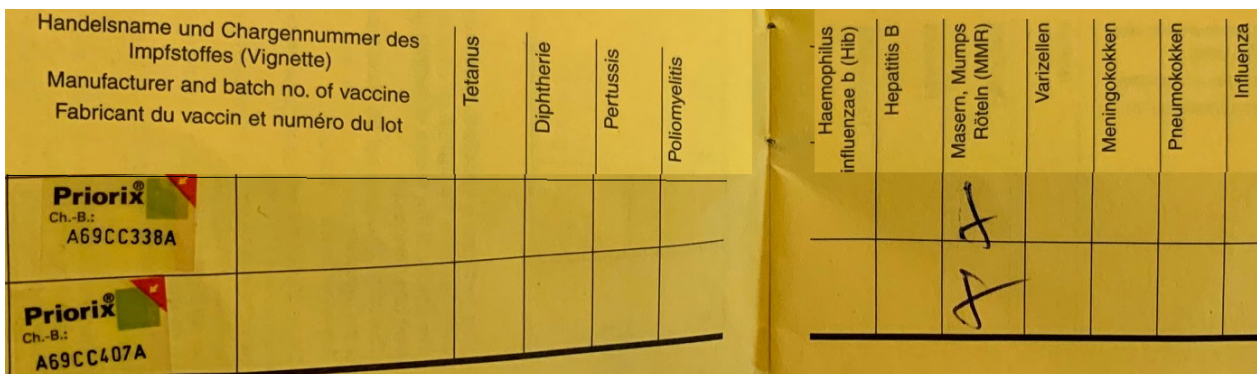 Handelsname und Chargennummer des
Impfstoffes (Vignette)
Manufacturer and batch no. of vaccine
Fabricant du vaccin et numéro du lot
Tetanus
Diphtherie
Pertussis
Poliomyelitis
Haemophilus
influenzae b (Hib)
Hepatitis B
Masern, Mumps
Röteln (MMR)
Varizellen
Meningokokken
Pneumokokken
Influenza
Priorix®
Ch.-B.:
A69CC338A
X
Priorix®
Ch.-B.:
A69CC407A
X